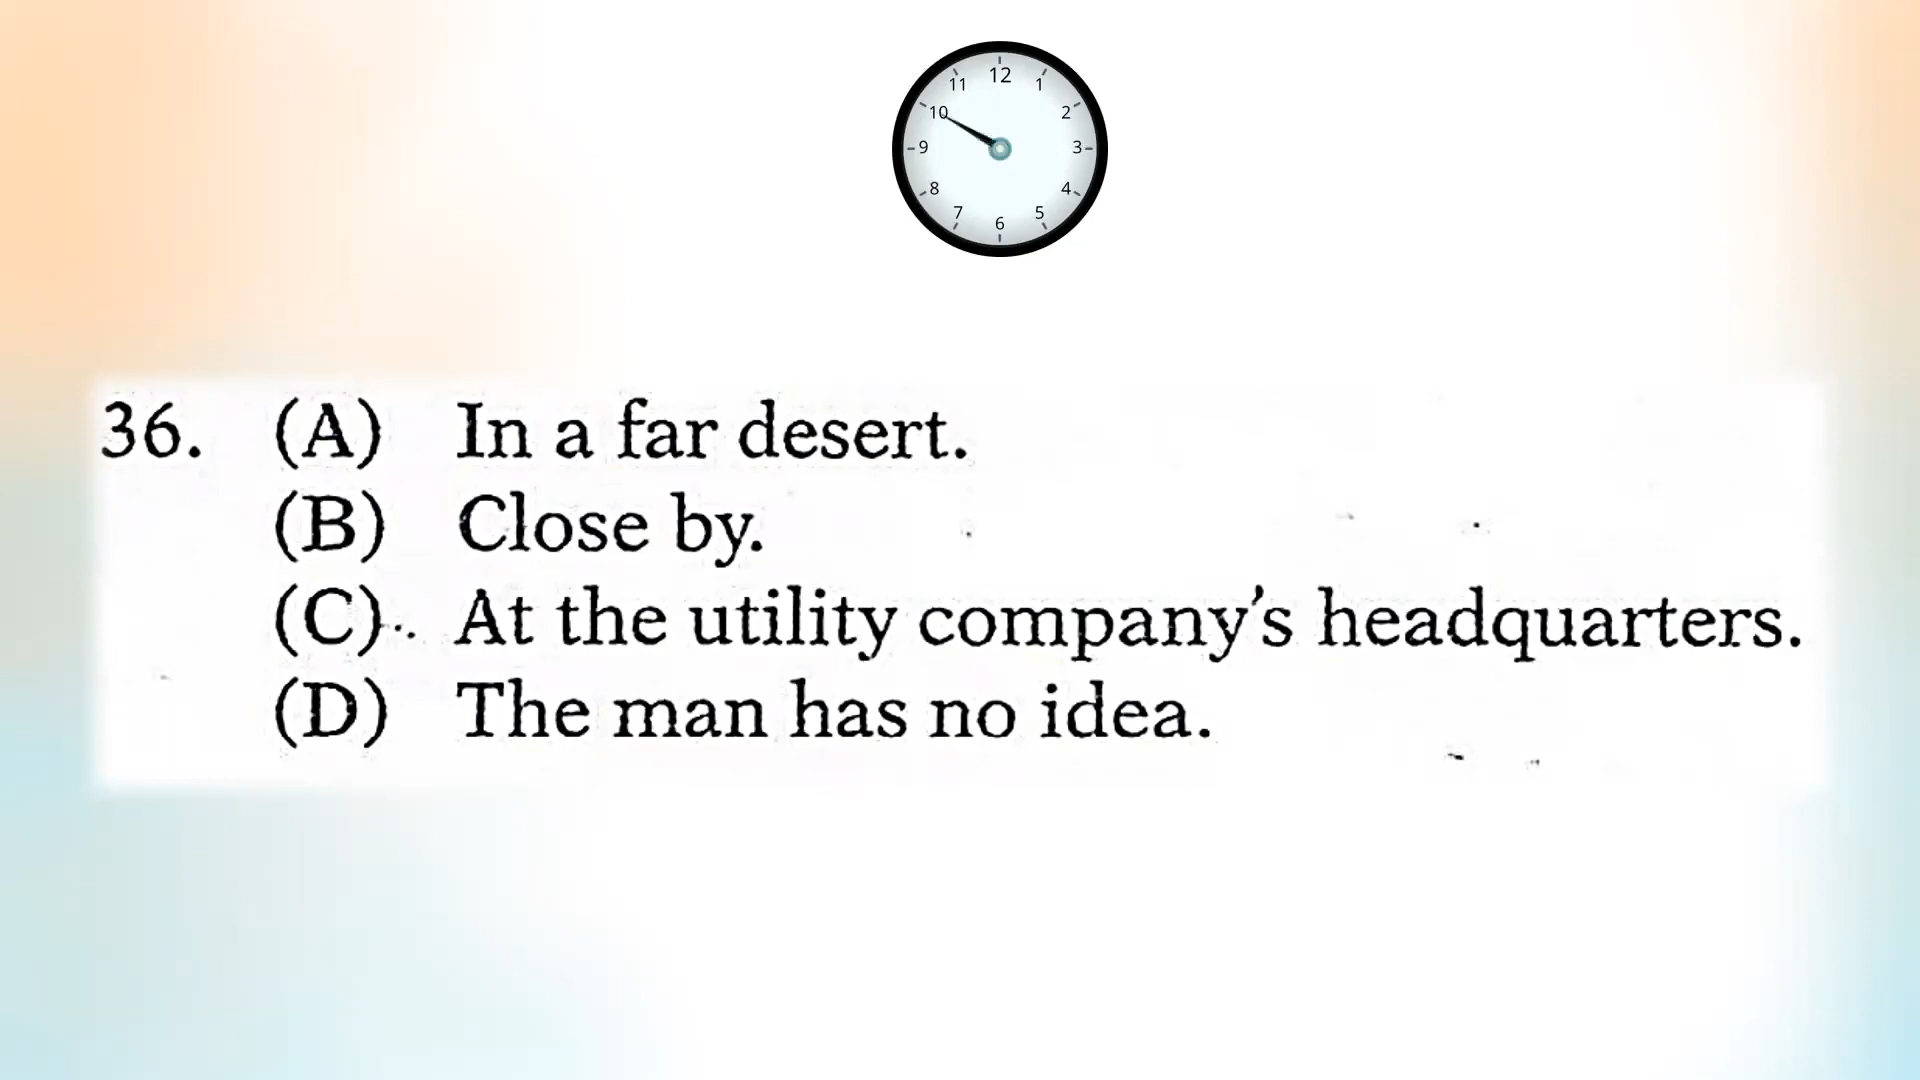 12
11 1
10 2
9 3
8 4
7 5
6
36. (A) In a far desert.
(B) Close by.
(C) At the utility company's headquarters.
(D) The man has no idea.